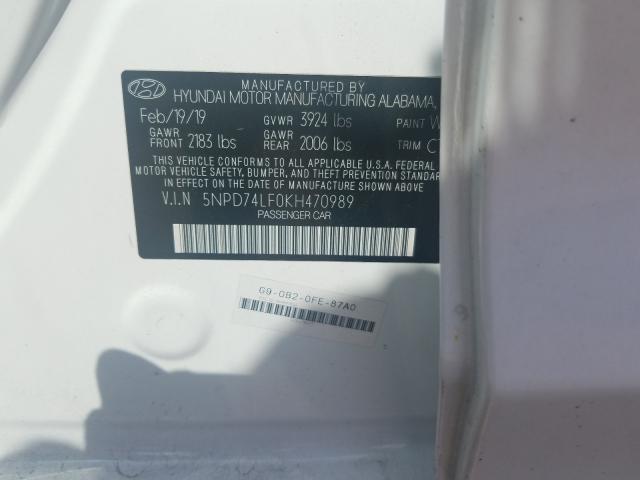 MANUFACTURED BY
HYUNDAI MOTOR MANUFACTURING ALABAMA,
Feb/19/19 GVWR 3924 lbs PAINT W
GAWR FRONT 2183 lbs GAWR REAR 2006 lbs TRIM
THIS VEHICLE CONFORMS TO ALL APPLICABLE U.S.A. FEDERAL
MOTOR VEHICLE SAFETY, BUMPER, AND THEFT PREVENTION
IN EFFECT ON THE DATE OF MANUFACTURE SHOWN ABOVE.
V.I.N 5NPD74LF0KH470989
PASSENGER CAR
G9-0B2-0FE-87A0